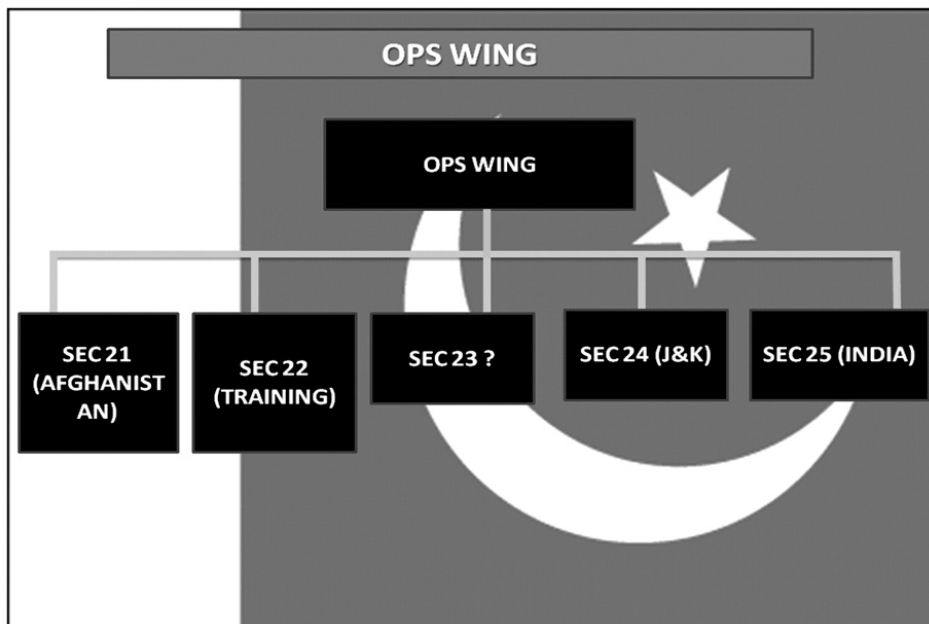 OPS WING
OPS WING
SEC 21
(AFGHANIST
AN)
SEC 22
(TRAINING)
SEC 23 ?
SEC 24 (J&K)
SEC 25 (INDIA)